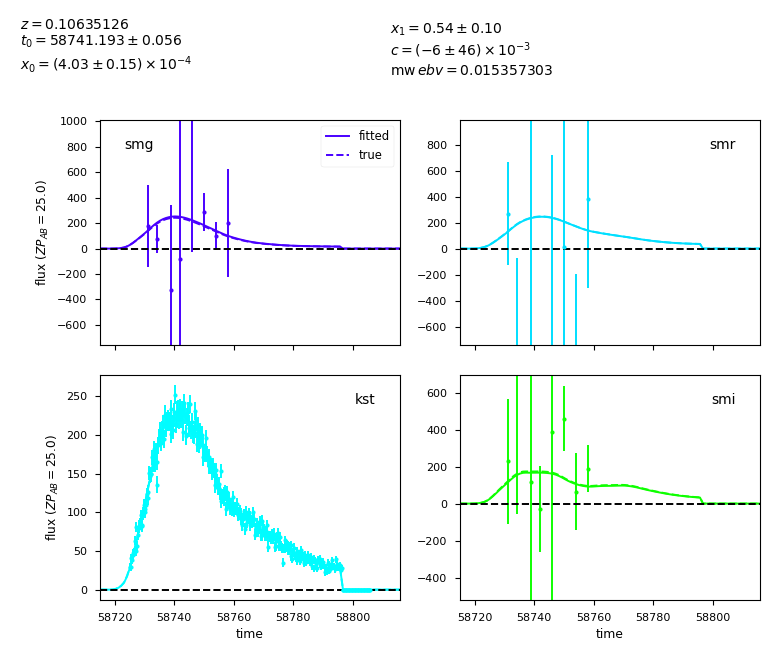 z = 0.10635126
t₀ = 58741.193 ± 0.056
x₀ = (4.03 ± 0.15) × 10⁻⁴
x₁ = 0.54 ± 0.10
c = (−6 ± 46) × 10⁻³
mw ebv = 0.015357303
smg
fitted
true
1000
800
600
400
200
0
−200
−400
−600
flux (ZP_AB = 25.0)
smr
800
600
400
200
0
−200
−400
−600
kst
250
200
150
100
50
0
flux (ZP_AB = 25.0)
58720 58740 58760 58780 58800
time
smi
600
400
200
0
−200
−400
58720 58740 58760 58780 58800
time